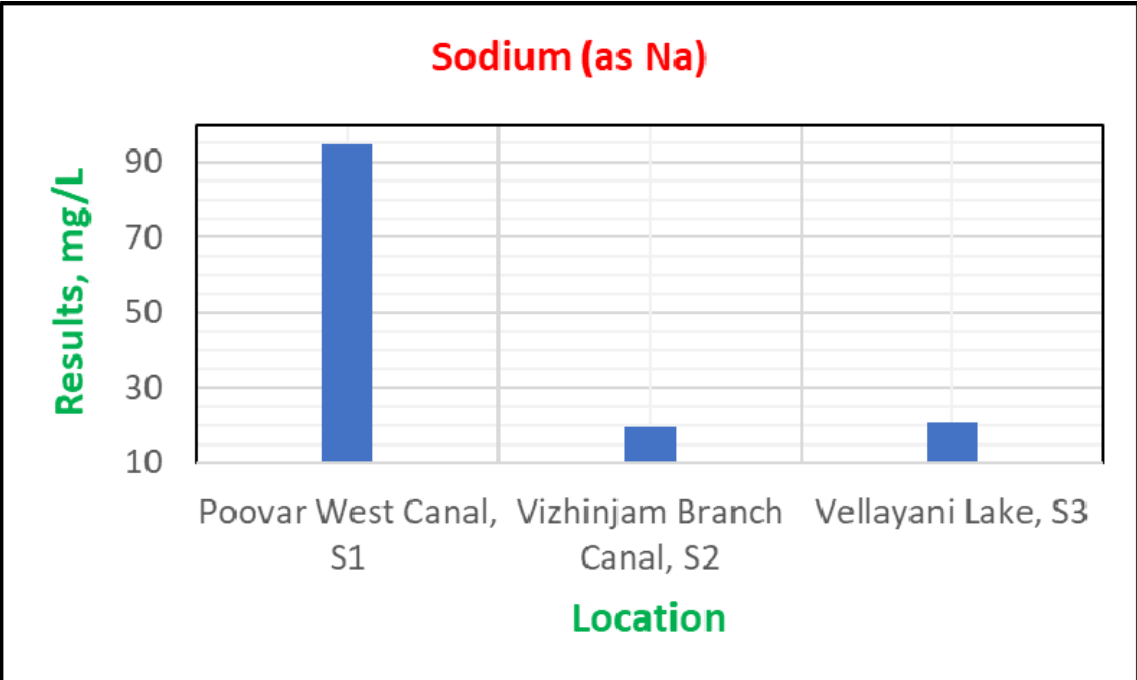 Sodium (as Na)
Results, mg/L
90
70
50
30
10
Poovar West Canal, S1
Vizhinjam Branch Canal, S2
Vellayani Lake, S3
Location